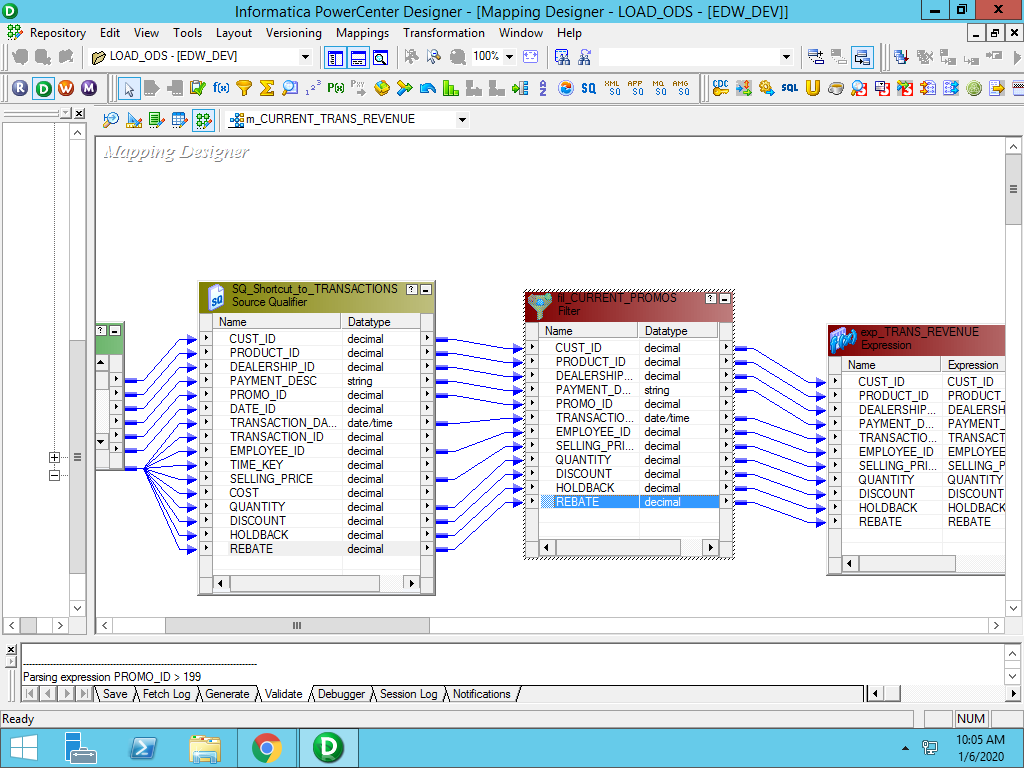 Informatica PowerCenter Designer - [Mapping Designer - LOAD_ODS - [EDW_DEV]]
Repository Edit View Tools Layout Versioning Mappings Transformation Window Help
LOAD_ODS - [EDW_DEV]
100%
m_CURRENT_TRANS_REVENUE
Mapping Designer
SQ_Shortcut_to_TRANSACTIONS
Source Qualifier
Name Datatype
CUST_ID decimal
PRODUCT_ID decimal
DEALERSHIP_ID decimal
PAYMENT_DESC string
PROMO_ID decimal
DATE_ID decimal
TRANSACTION_DA... date/time
TRANSACTION_ID decimal
EMPLOYEE_ID decimal
TIME_KEY decimal
SELLING_PRICE decimal
COST decimal
QUANTITY decimal
DISCOUNT decimal
HOLDBACK decimal
REBATE decimal
fil_CURRENT_PROMOS
Filter
Name Datatype
CUST_ID decimal
PRODUCT_ID decimal
DEALERSHIP... decimal
PAYMENT_D... string
PROMO_ID decimal
TRANSACTIO... date/time
EMPLOYEE_ID decimal
SELLING_PRI... decimal
QUANTITY decimal
DISCOUNT decimal
HOLDBACK decimal
REBATE decimal
exp_TRANS_REVENUE
Expression
Name Expression
CUST_ID CUST_ID
PRODUCT_ID PRODUCT_
DEALERSHIP... DEALERSH
PAYMENT_D... PAYMENT_
TRANSACTIO... TRANSACT
EMPLOYEE_ID EMPLOYEE
SELLING_PRI... SELLING_P
QUANTITY QUANTITY
DISCOUNT DISCOUNT
HOLDBACK HOLDBACK
REBATE REBATE
Parsing expression PROMO_ID > 199
Save Fetch Log Generate Validate Debugger Session Log Notifications
Ready
NUM
10:05 AM
1/6/2020